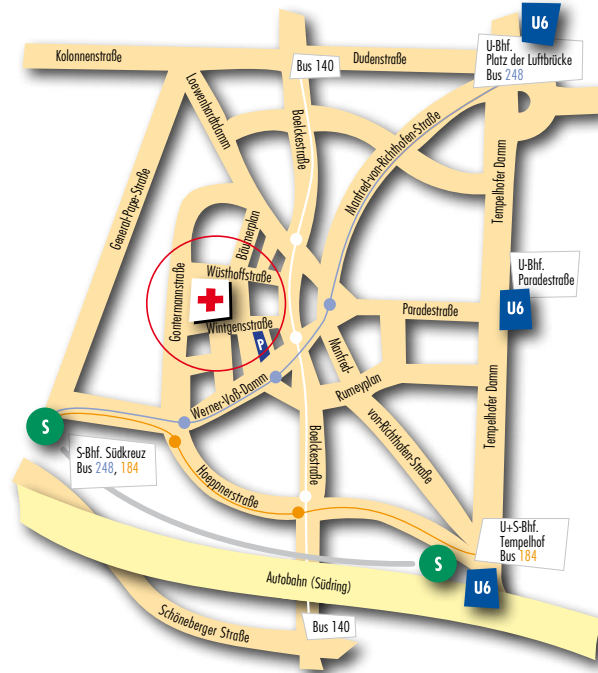 U6
U-Bhf.
Platz der Luftbrücke
Bus 248
Kolonnenstraße
Dudenstraße
Bus 140
Loewenhardtdamm
Boelckestraße
Manfred-von-Richthofen-Straße
Tempelhofer Damm
General-Pape-Straße
Bäumerplan
U-Bhf.
Paradestraße
U6
Gontermannstraße
Wüsthoffstraße
Wintgensstraße
P
Paradestraße
Manfred-
von-Richthofen-Straße
Rumeyplan
Werner-Voß-Damm
Tempelhofer Damm
S
S-Bhf. Südkreuz
Bus 248, 184
Boelckestraße
Hoeppnerstraße
U+S-Bhf.
Tempelhof
Bus 184
S
U6
Autobahn (Südring)
Schöneberger Straße
Bus 140